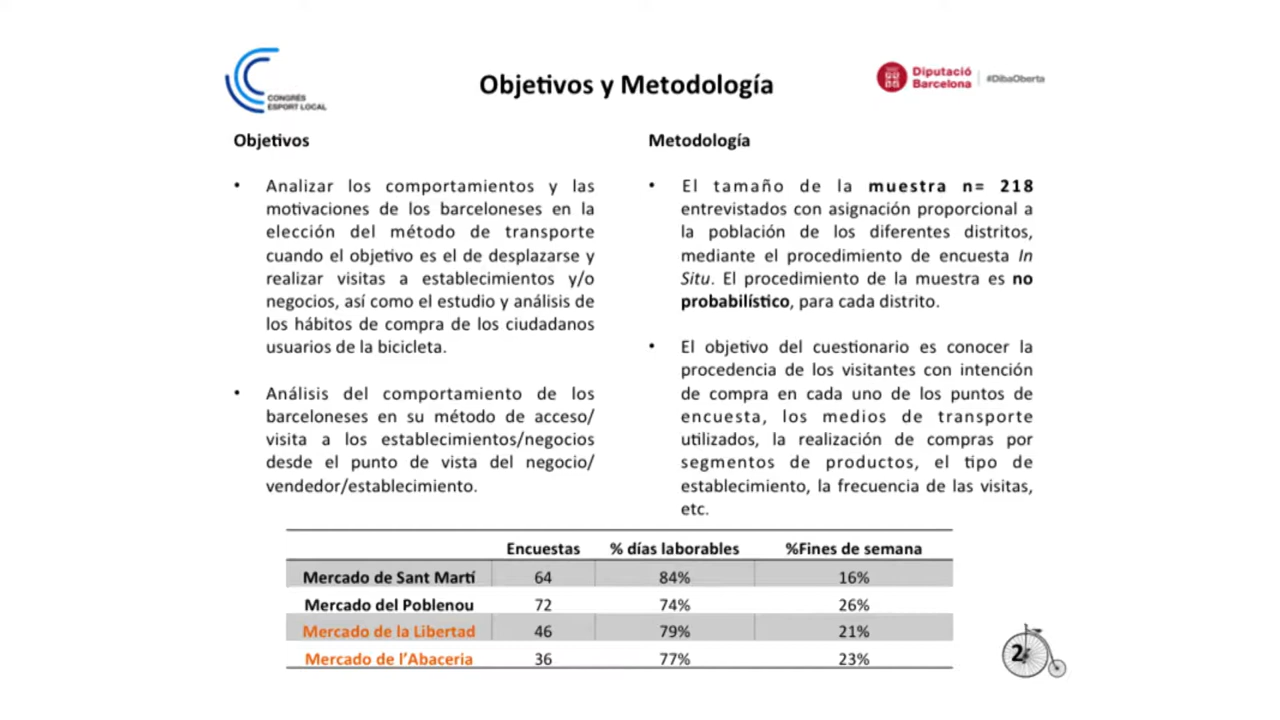 CONGRÉS
ESPORT LOCAL
Objetivos y Metodología
Diputació
Barcelona
#DibaOberta
Objetivos
• Analizar los comportamientos y las
motivaciones de los barceloneses en la
elección del método de transporte
cuando el objetivo es el de desplazarse y
realizar visitas a establecimientos y/o
negocios, así como el estudio y análisis de
los hábitos de compra de los ciudadanos
usuarios de la bicicleta.
• Análisis del comportamiento de los
barceloneses en su método de acceso/
visita a los establecimientos/negocios
desde el punto de vista del negocio/
vendedor/establecimiento.
Metodología
• El tamaño de la muestra n= 218
entrevistados con asignación proporcional a
la población de los diferentes distritos,
mediante el procedimiento de encuesta In
Situ. El procedimiento de la muestra es no
probabilístico, para cada distrito.
• El objetivo del cuestionario es conocer la
procedencia de los visitantes con intención
de compra en cada uno de los puntos de
encuesta, los medios de transporte
utilizados, la realización de compras por
segmentos de productos, el tipo de
establecimiento, la frecuencia de las visitas,
etc.
Encuestas % días laborables %Fines de semana
Mercado de Sant Martí 64 84% 16%
Mercado del Poblenou 72 74% 26%
Mercado de la Libertad 46 79% 21%
Mercado de l’Abaceria 36 77% 23%
2